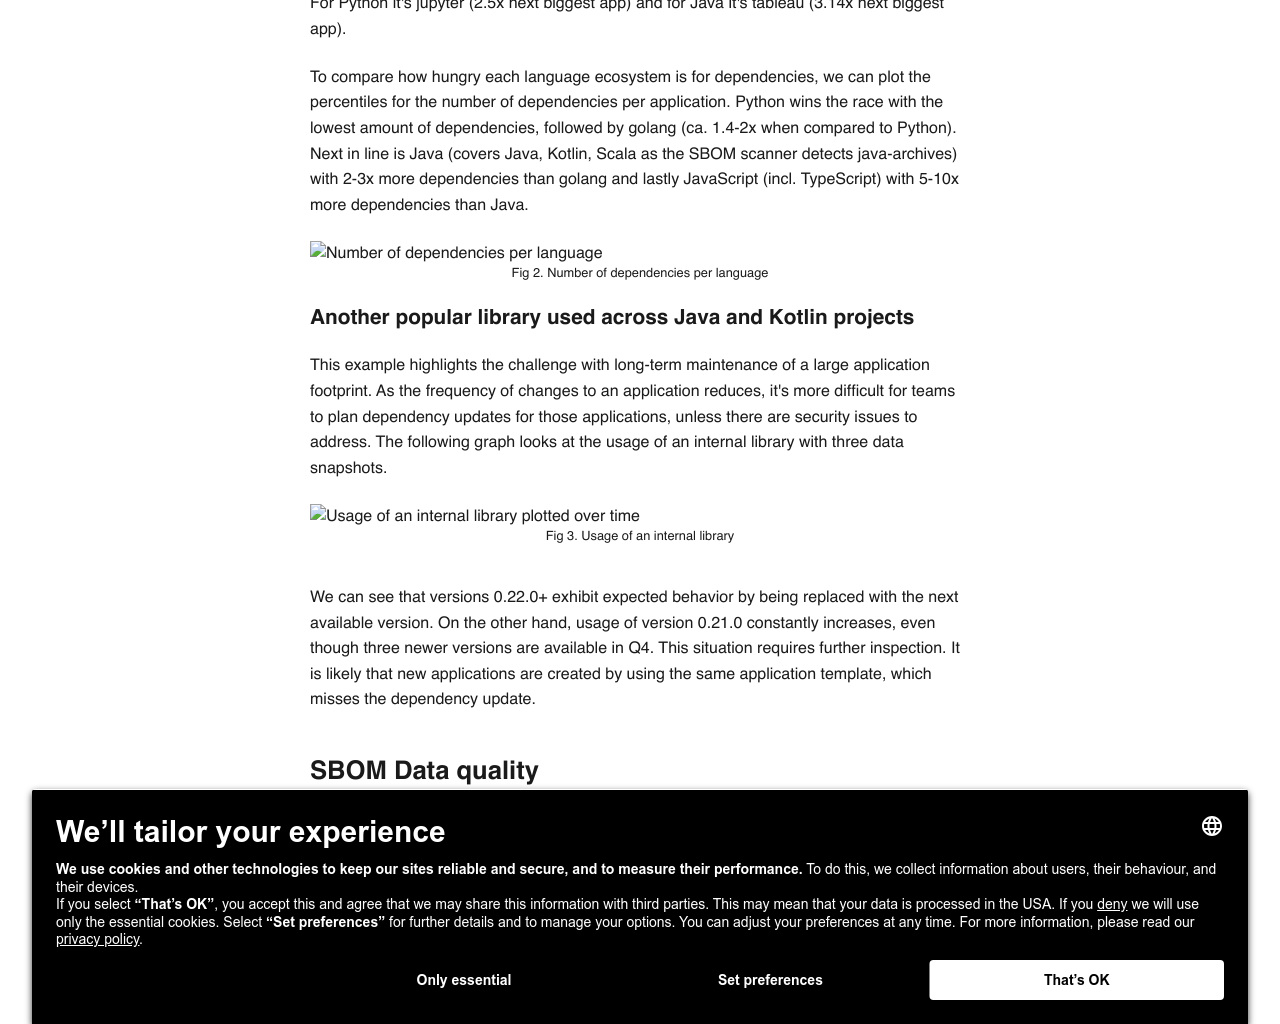 For Python it's jupyter (2.5x next biggest app) and for Java it's tableau (3.14x next biggest
app).
To compare how hungry each language ecosystem is for dependencies, we can plot the
percentiles for the number of dependencies per application. Python wins the race with the
lowest amount of dependencies, followed by golang (ca. 1.4-2x when compared to Python).
Next in line is Java (covers Java, Kotlin, Scala as the SBOM scanner detects java-archives)
with 2-3x more dependencies than golang and lastly JavaScript (incl. TypeScript) with 5-10x
more dependencies than Java.
Number of dependencies per language
Fig 2. Number of dependencies per language
Another popular library used across Java and Kotlin projects
This example highlights the challenge with long-term maintenance of a large application
footprint. As the frequency of changes to an application reduces, it's more difficult for teams
to plan dependency updates for those applications, unless there are security issues to
address. The following graph looks at the usage of an internal library with three data
snapshots.
Usage of an internal library plotted over time
Fig 3. Usage of an internal library
We can see that versions 0.22.0+ exhibit expected behavior by being replaced with the next
available version. On the other hand, usage of version 0.21.0 constantly increases, even
though three newer versions are available in Q4. This situation requires further inspection. It
is likely that new applications are created by using the same application template, which
misses the dependency update.
SBOM Data quality
We’ll tailor your experience
We use cookies and other technologies to keep our sites reliable and secure, and to measure their performance. To do this, we collect information about users, their behaviour, and
their devices.
If you select “That’s OK”, you accept this and agree that we may share this information with third parties. This may mean that your data is processed in the USA. If you deny we will use
only the essential cookies. Select “Set preferences” for further details and to manage your options. You can adjust your preferences at any time. For more information, please read our
privacy policy.
Only essential
Set preferences
That’s OK